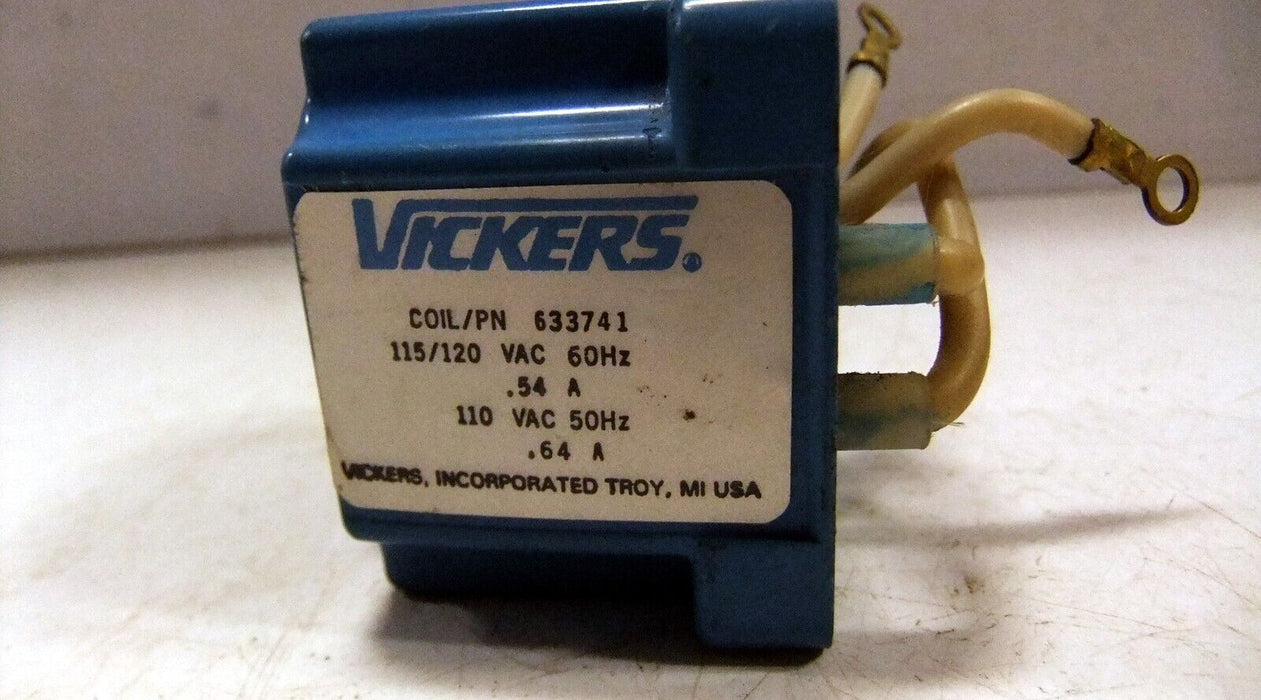 VICKERS®
COIL/PN 633741
115/120 VAC 60Hz
.54 A
110 VAC 50Hz
.64 A
VICKERS, INCORPORATED TROY, MI USA